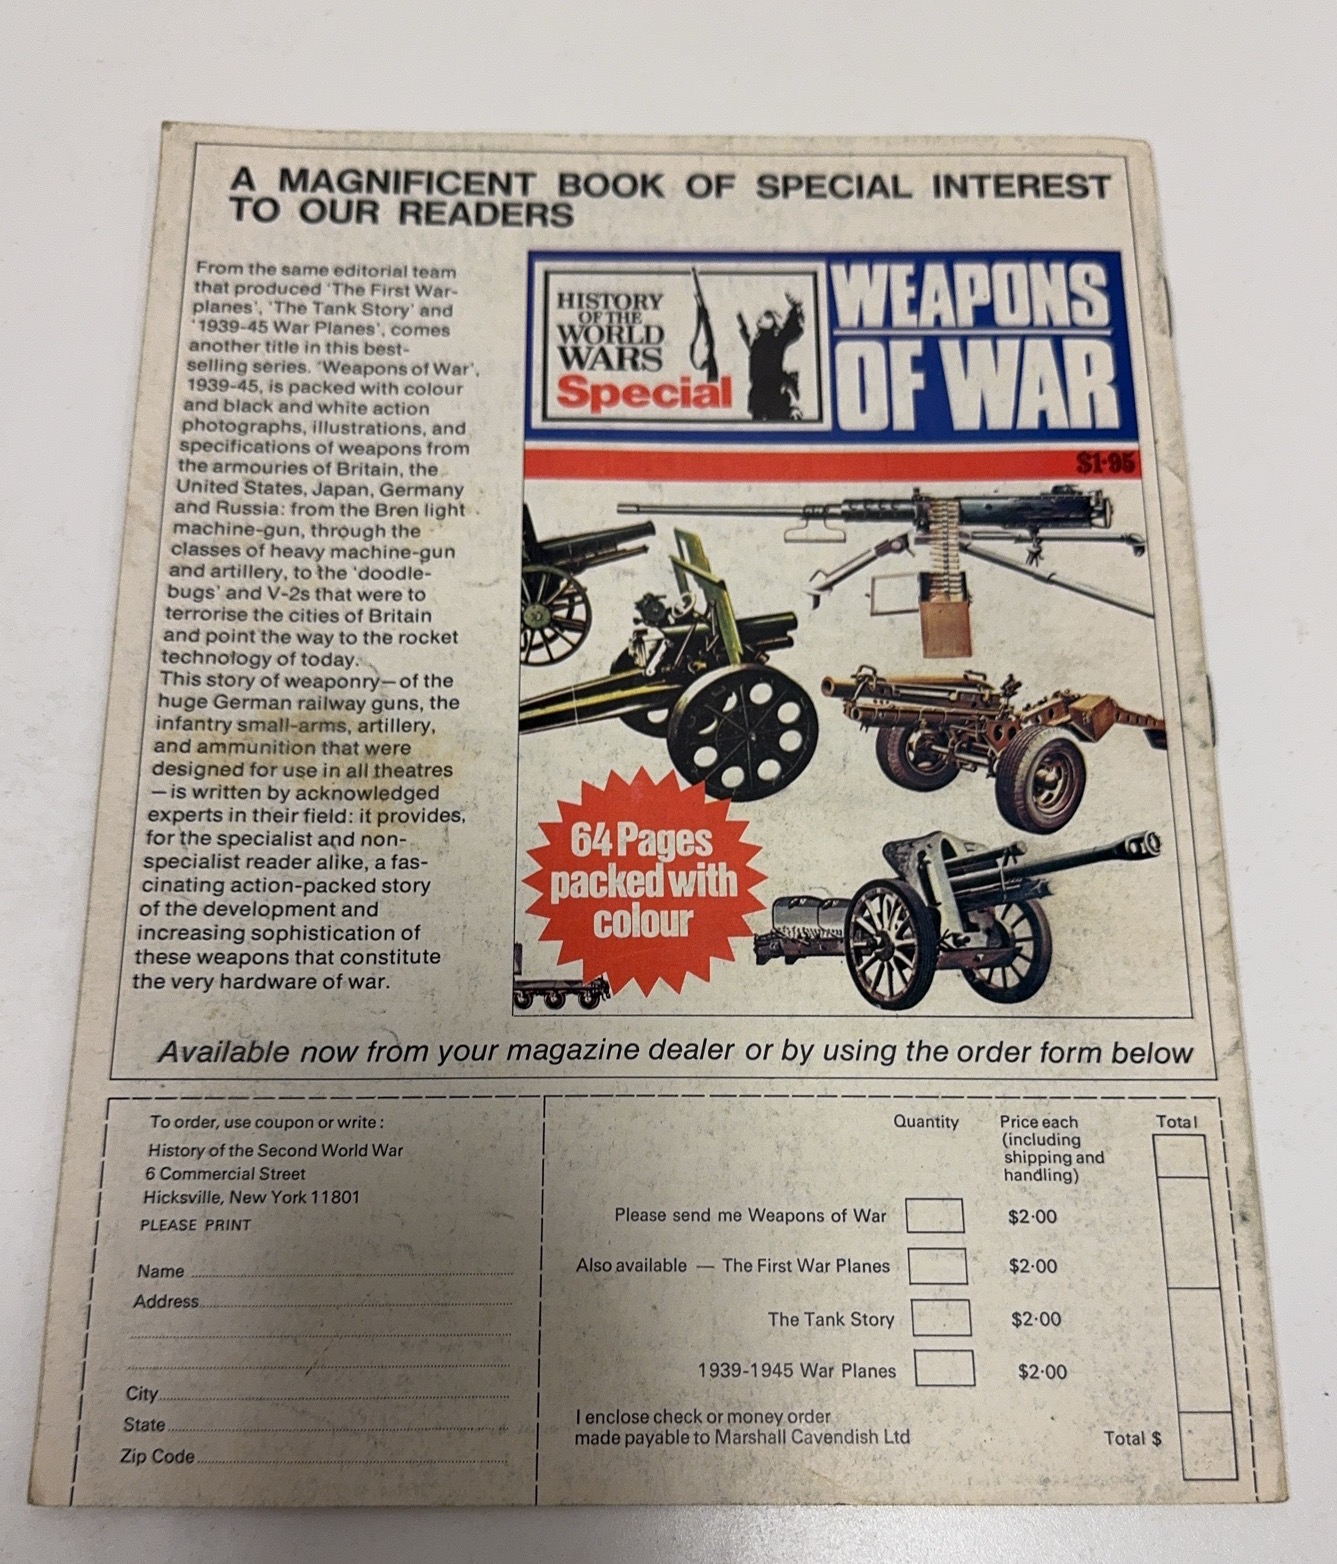 A MAGNIFICENT BOOK OF SPECIAL INTEREST
TO OUR READERS
From the same editorial team
that produced 'The First War-
planes', 'The Tank Story' and
'1939-45 War Planes', comes
another title in this best-
selling series. 'Weapons of War',
1939-45, is packed with colour
and black and white action
photographs, illustrations, and
specifications of weapons from
the armouries of Britain, the
United States, Japan, Germany
and Russia: from the Bren light
machine-gun, through the
classes of heavy machine-gun
and artillery, to the 'doodle-
bugs' and V-2s that were to
terrorise the cities of Britain
and point the way to the rocket
technology of today.
This story of weaponry—of the
huge German railway guns, the
infantry small-arms, artillery,
and ammunition that were
designed for use in all theatres
—is written by acknowledged
experts in their field: it provides,
for the specialist and non-
specialist reader alike, a fas-
cinating action-packed story
of the development and
increasing sophistication of
these weapons that constitute
the very hardware of war.
HISTORY
OF THE
WORLD
WARS
Special
WEAPONS
OF WAR
$1·95
64 Pages
packed with
colour
Available now from your magazine dealer or by using the order form below
To order, use coupon or write:
History of the Second World War
6 Commercial Street
Hicksville, New York 11801
PLEASE PRINT
Name
Address
City
State
Zip Code
Quantity
Price each
(including
shipping and
handling)
Total
Please send me Weapons of War $2·00
Also available — The First War Planes $2·00
The Tank Story $2·00
1939-1945 War Planes $2·00
I enclose check or money order
made payable to Marshall Cavendish Ltd
Total $